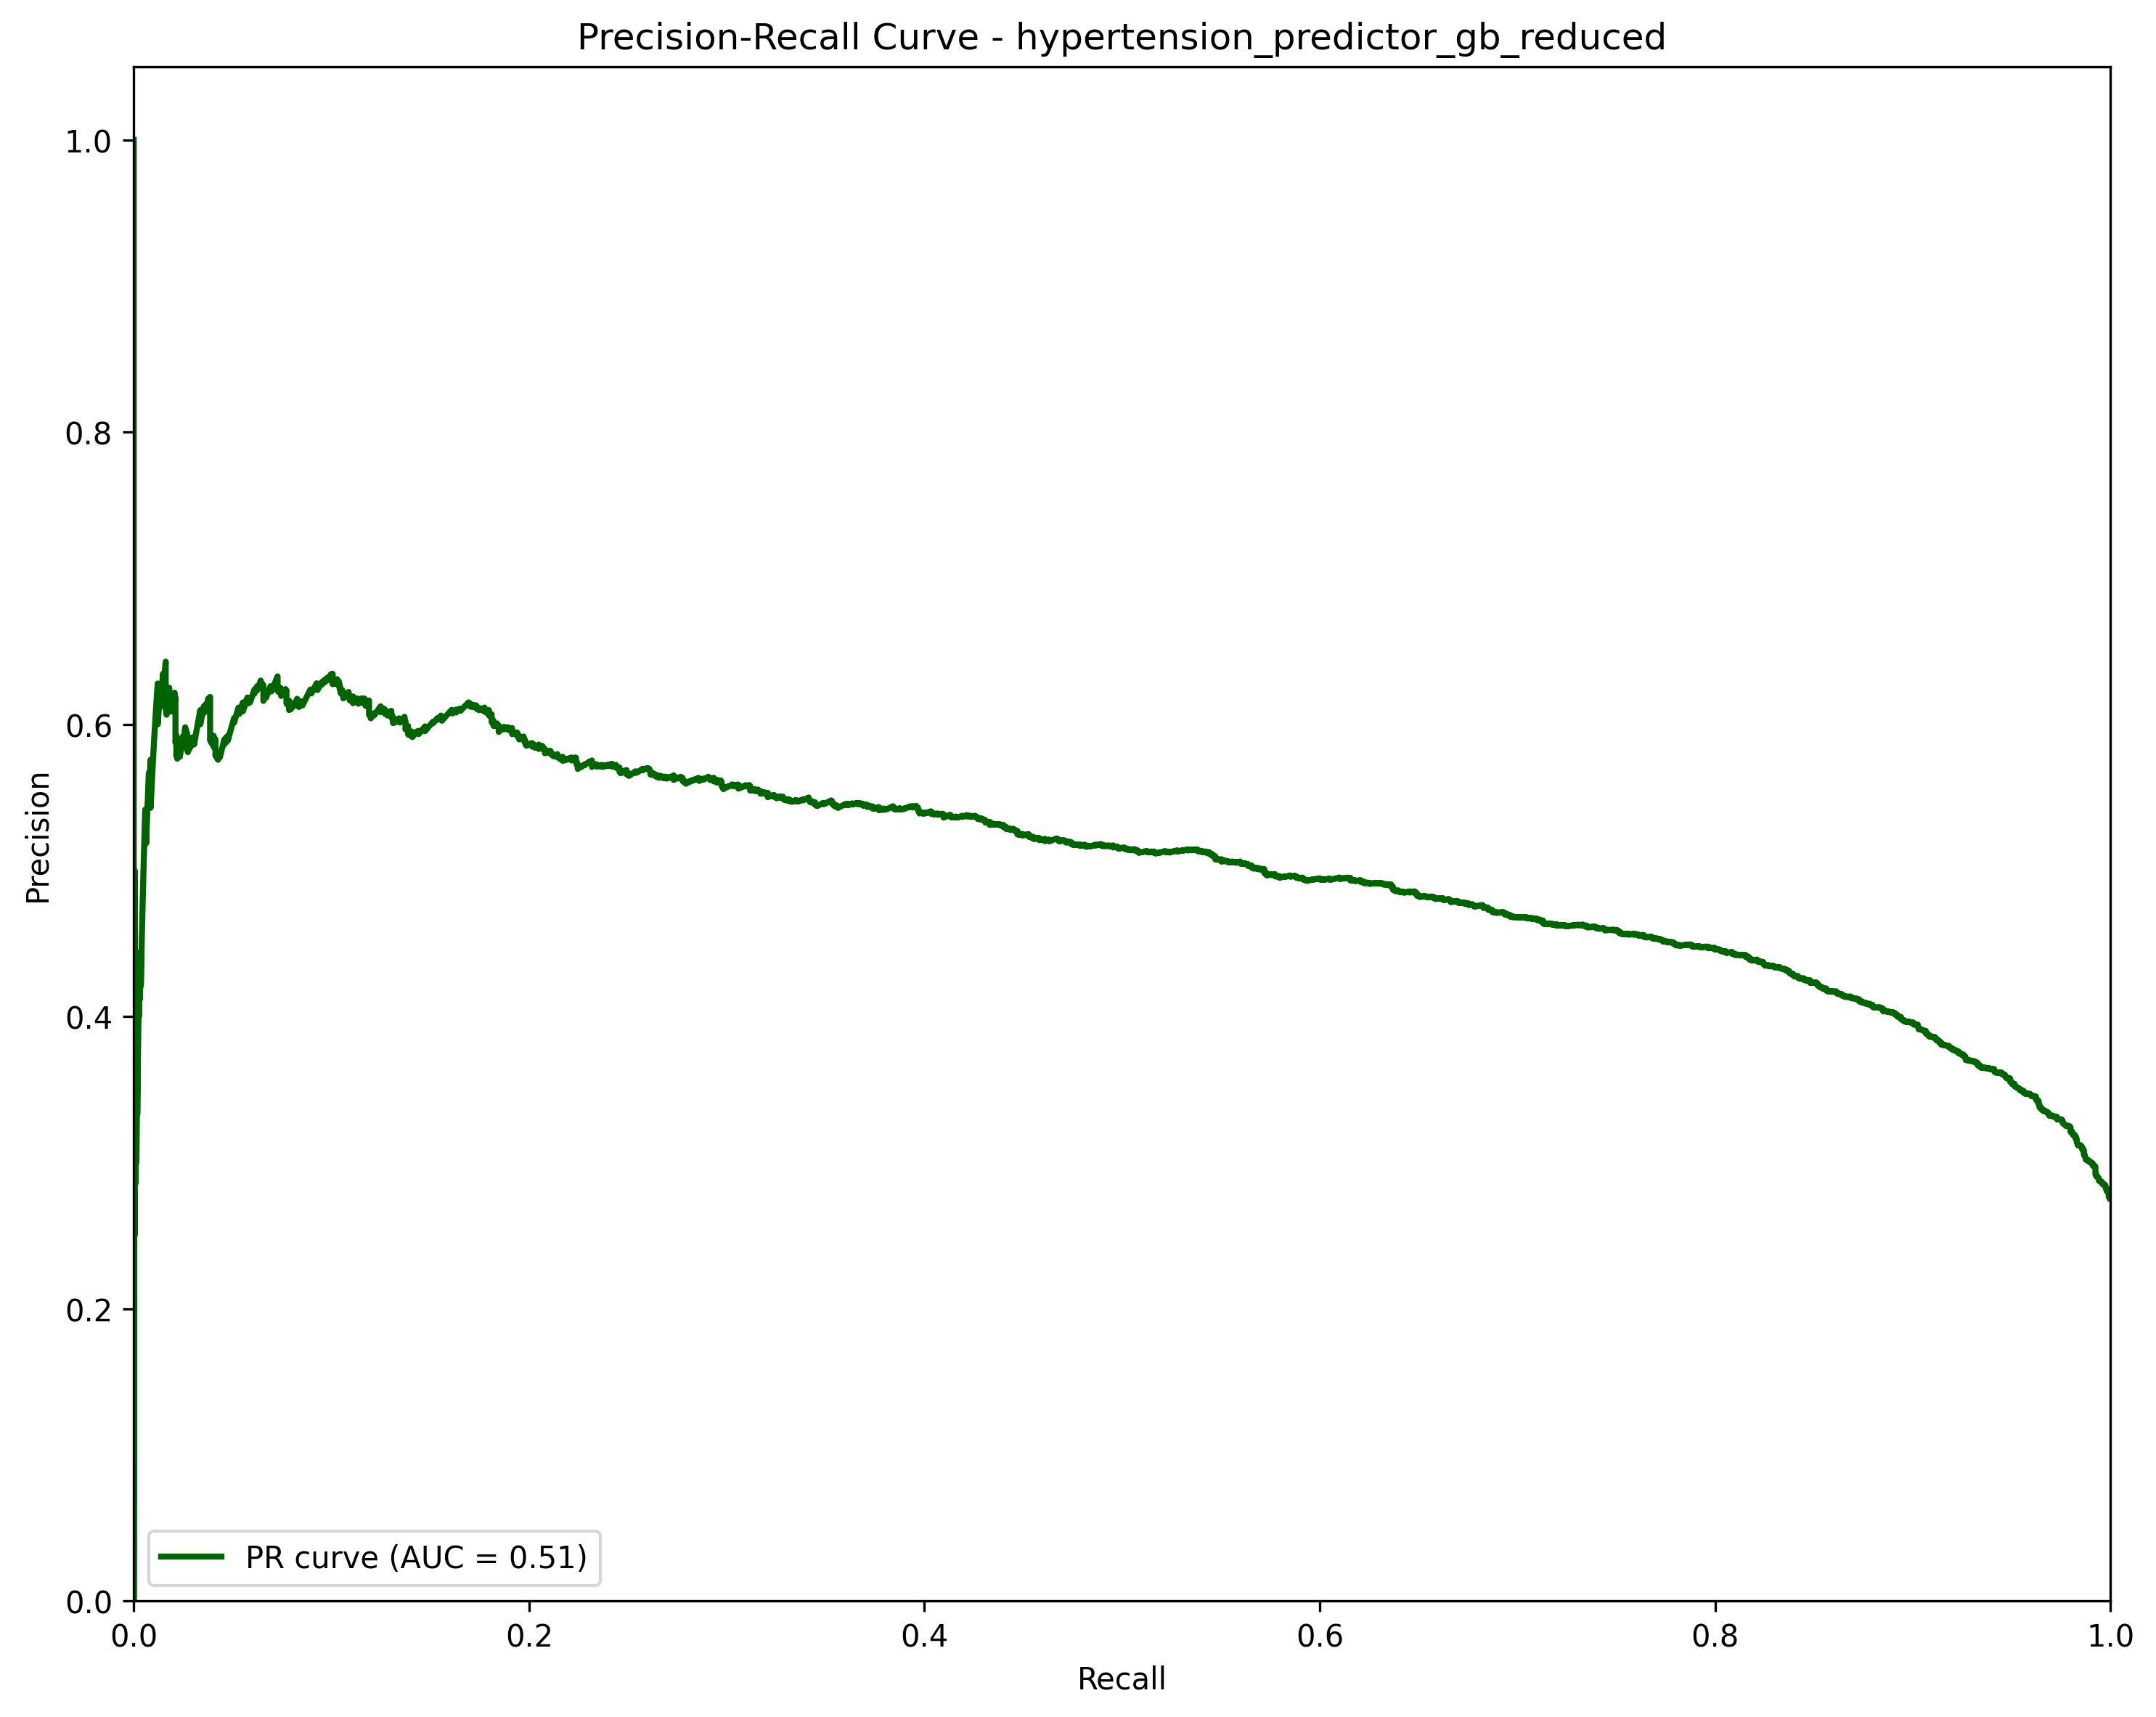 Precision-Recall Curve - hypertension_predictor_gb_reduced
1.0
0.8
0.6
0.4
0.2
0.0
Precision
PR curve (AUC = 0.51)
0.0 0.2 0.4 0.6 0.8 1.0
Recall